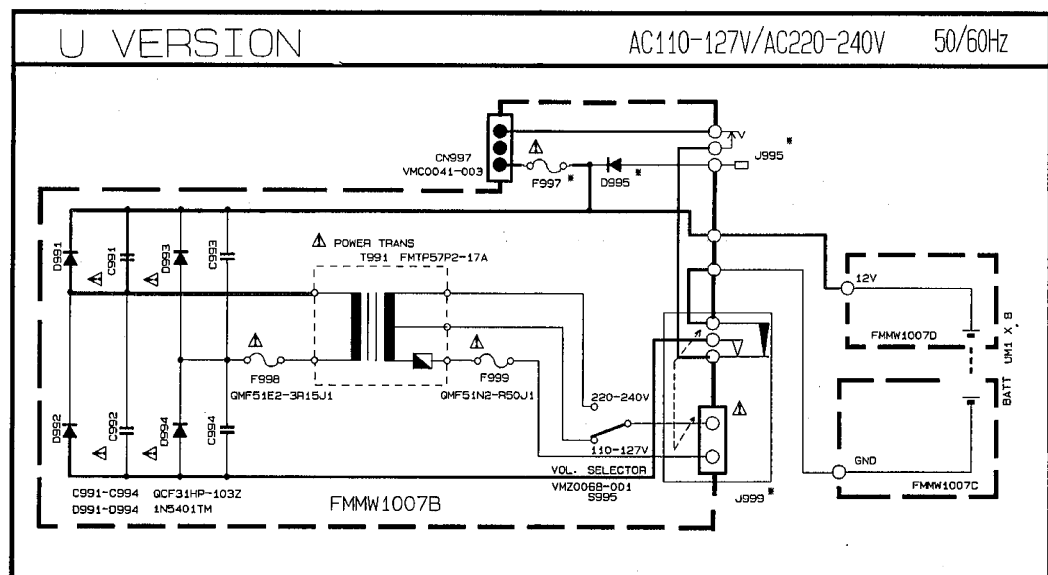 U VERSION
AC110-127V/AC220-240V 50/60Hz
CN997
VMC0041-003
F997 *
D995 *
J995 *
D991
C991
D993
C993
POWER TRANS
T991 FMTP57P2-17A
12V
FMMW1007D
BATT UM1 X 8
F998
QMF51E2-3R15J1
F999
QMF51N2-R50J1
220-240V
110-127V
D992
C992
D994
C994
VOL. SELECTOR
VMZ0068-001
S995
J999 *
GND
FMMW1007C
C991-C994 QCF31HP-103Z
D991-D994 1N5401TM
FMMW1007B